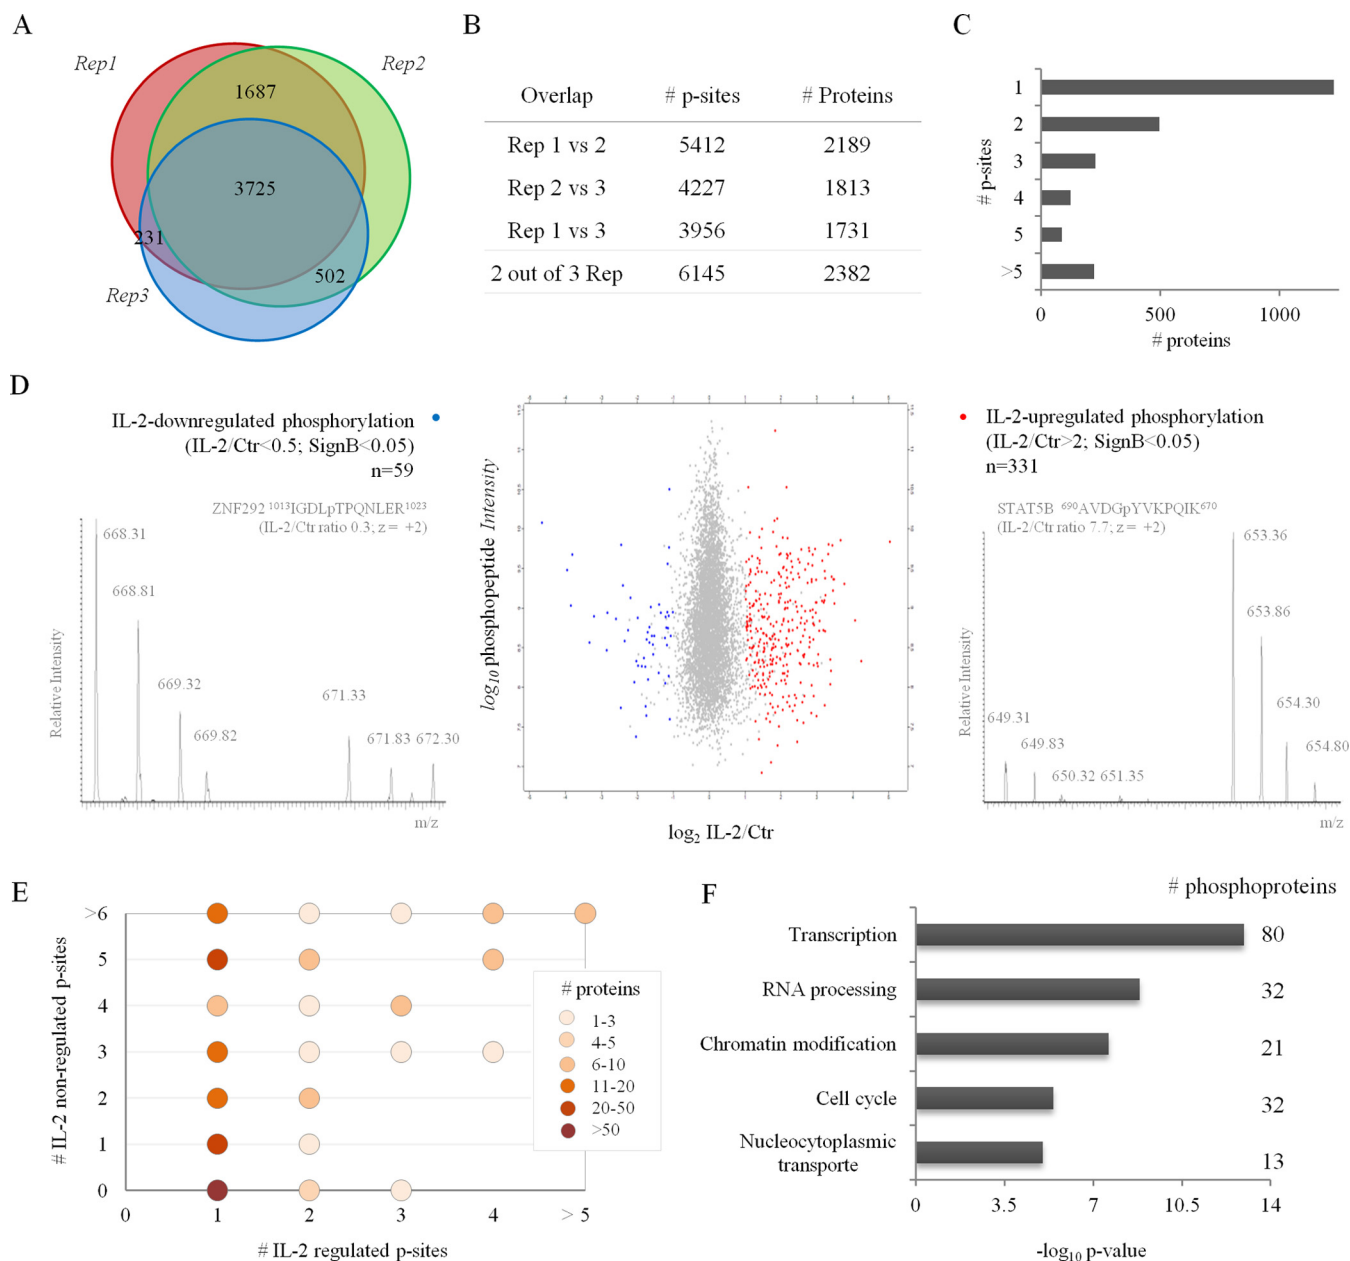 A
Rep1
Rep2
1687
3725
231
502
Rep3
B
Overlap # p-sites # Proteins
Rep 1 vs 2 5412 2189
Rep 2 vs 3 4227 1813
Rep 1 vs 3 3956 1731
2 out of 3 Rep 6145 2382
C
# p-sites
1
2
3
4
5
>5
0 500 1000
# proteins
D
IL-2-downregulated phosphorylation
(IL-2/Ctr<0.5; SignB<0.05)
n=59
ZNF292 ¹⁰¹³IGDLpTPQNLER¹⁰²³
(IL-2/Ctr ratio 0.3; z = +2)
668.31
668.81
669.32
669.82
671.33
671.83 672.30
Relative Intensity
m/z
log₁₀ phosphopeptide Intensity
log₂ IL-2/Ctr
IL-2-upregulated phosphorylation
(IL-2/Ctr>2; SignB<0.05)
n=331
STAT5B ⁶⁹⁰AVDGpYVKPQIK⁶⁷⁰
(IL-2/Ctr ratio 7.7; z = +2)
653.36
653.86
654.30
654.80
649.31
649.83
650.32 651.35
Relative Intensity
m/z
E
# IL-2 non-regulated p-sites
>6
5
4
3
2
1
0
0 1 2 3 4 > 5
# IL-2 regulated p-sites
# proteins
1-3
4-5
6-10
11-20
20-50
>50
F
# phosphoproteins
Transcription 80
RNA processing 32
Chromatin modification 21
Cell cycle 32
Nucleocytoplasmic
transporte 13
0 3.5 7 10.5 14
-log₁₀ p-value